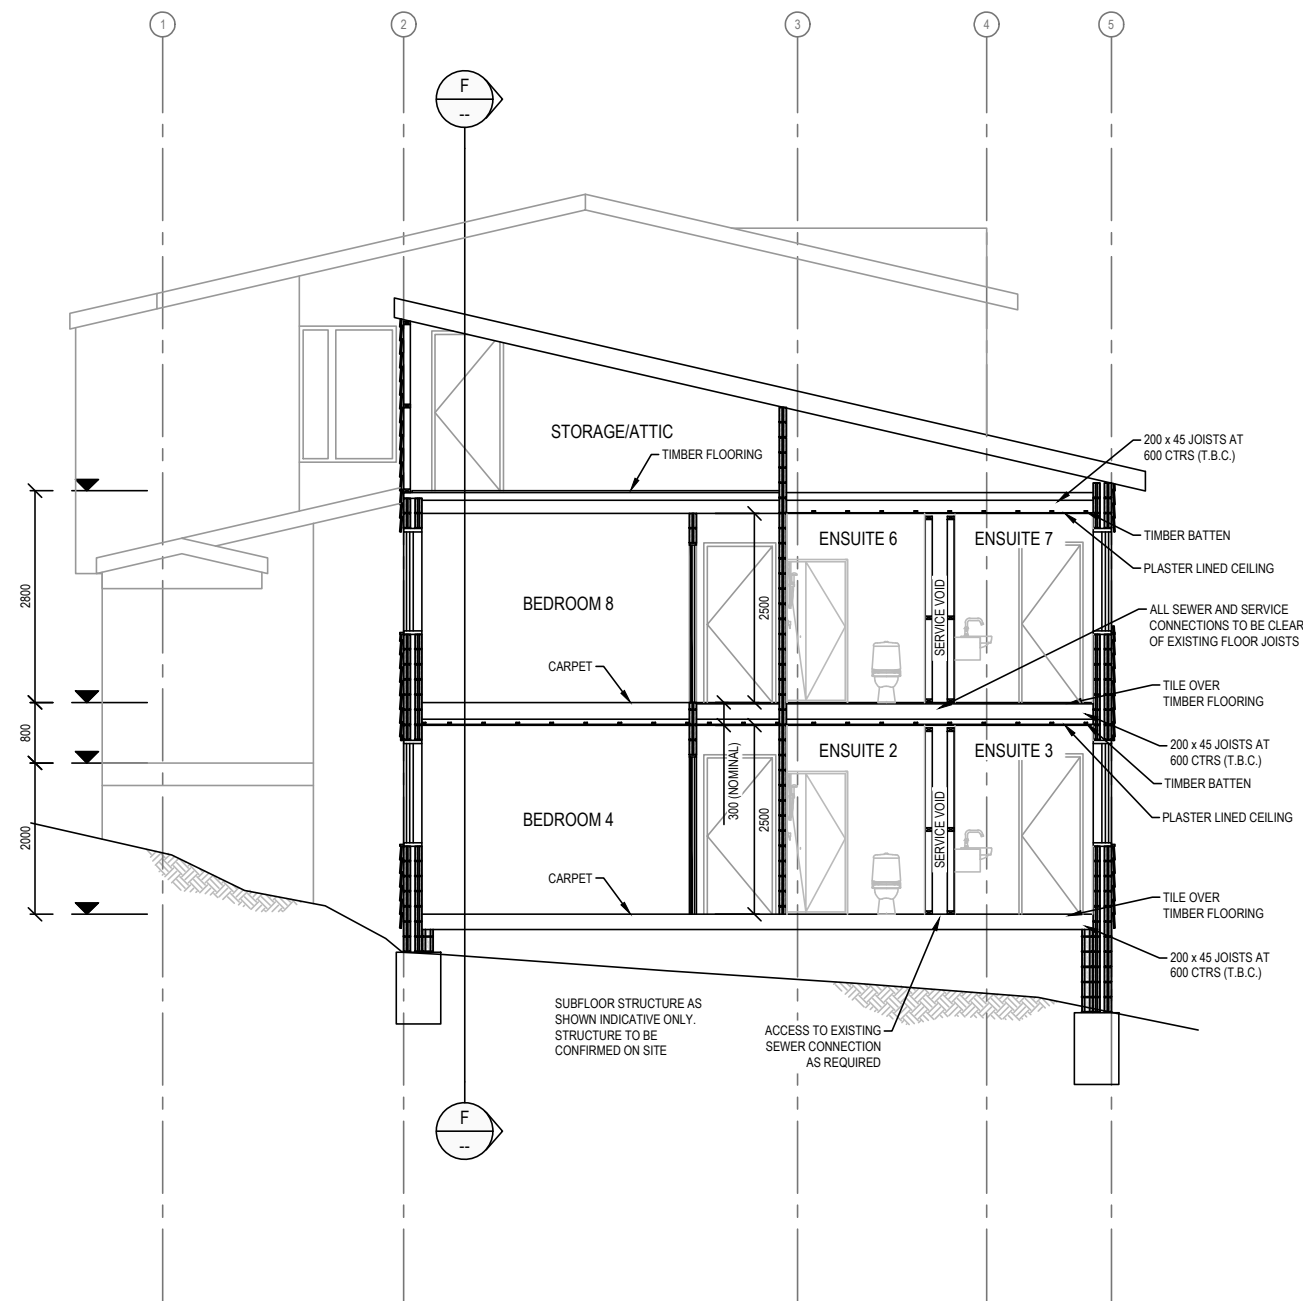 1
2
3
4
5
F
--
STORAGE/ATTIC
TIMBER FLOORING
200 x 45 JOISTS AT
600 CTRS (T.B.C.)
ENSUITE 6
ENSUITE 7
TIMBER BATTEN
PLASTER LINED CEILING
2800
BEDROOM 8
2500
SERVICE VOID
ALL SEWER AND SERVICE
CONNECTIONS TO BE CLEAR
OF EXISTING FLOOR JOISTS
CARPET
TILE OVER
TIMBER FLOORING
800
200 x 45 JOISTS AT
600 CTRS (T.B.C.)
ENSUITE 2
ENSUITE 3
TIMBER BATTEN
300 (NOMINAL)
2500
SERVICE VOID
PLASTER LINED CEILING
2000
BEDROOM 4
CARPET
TILE OVER
TIMBER FLOORING
200 x 45 JOISTS AT
600 CTRS (T.B.C.)
SUBFLOOR STRUCTURE AS
SHOWN INDICATIVE ONLY.
STRUCTURE TO BE
CONFIRMED ON SITE
ACCESS TO EXISTING
SEWER CONNECTION
AS REQUIRED
F
--